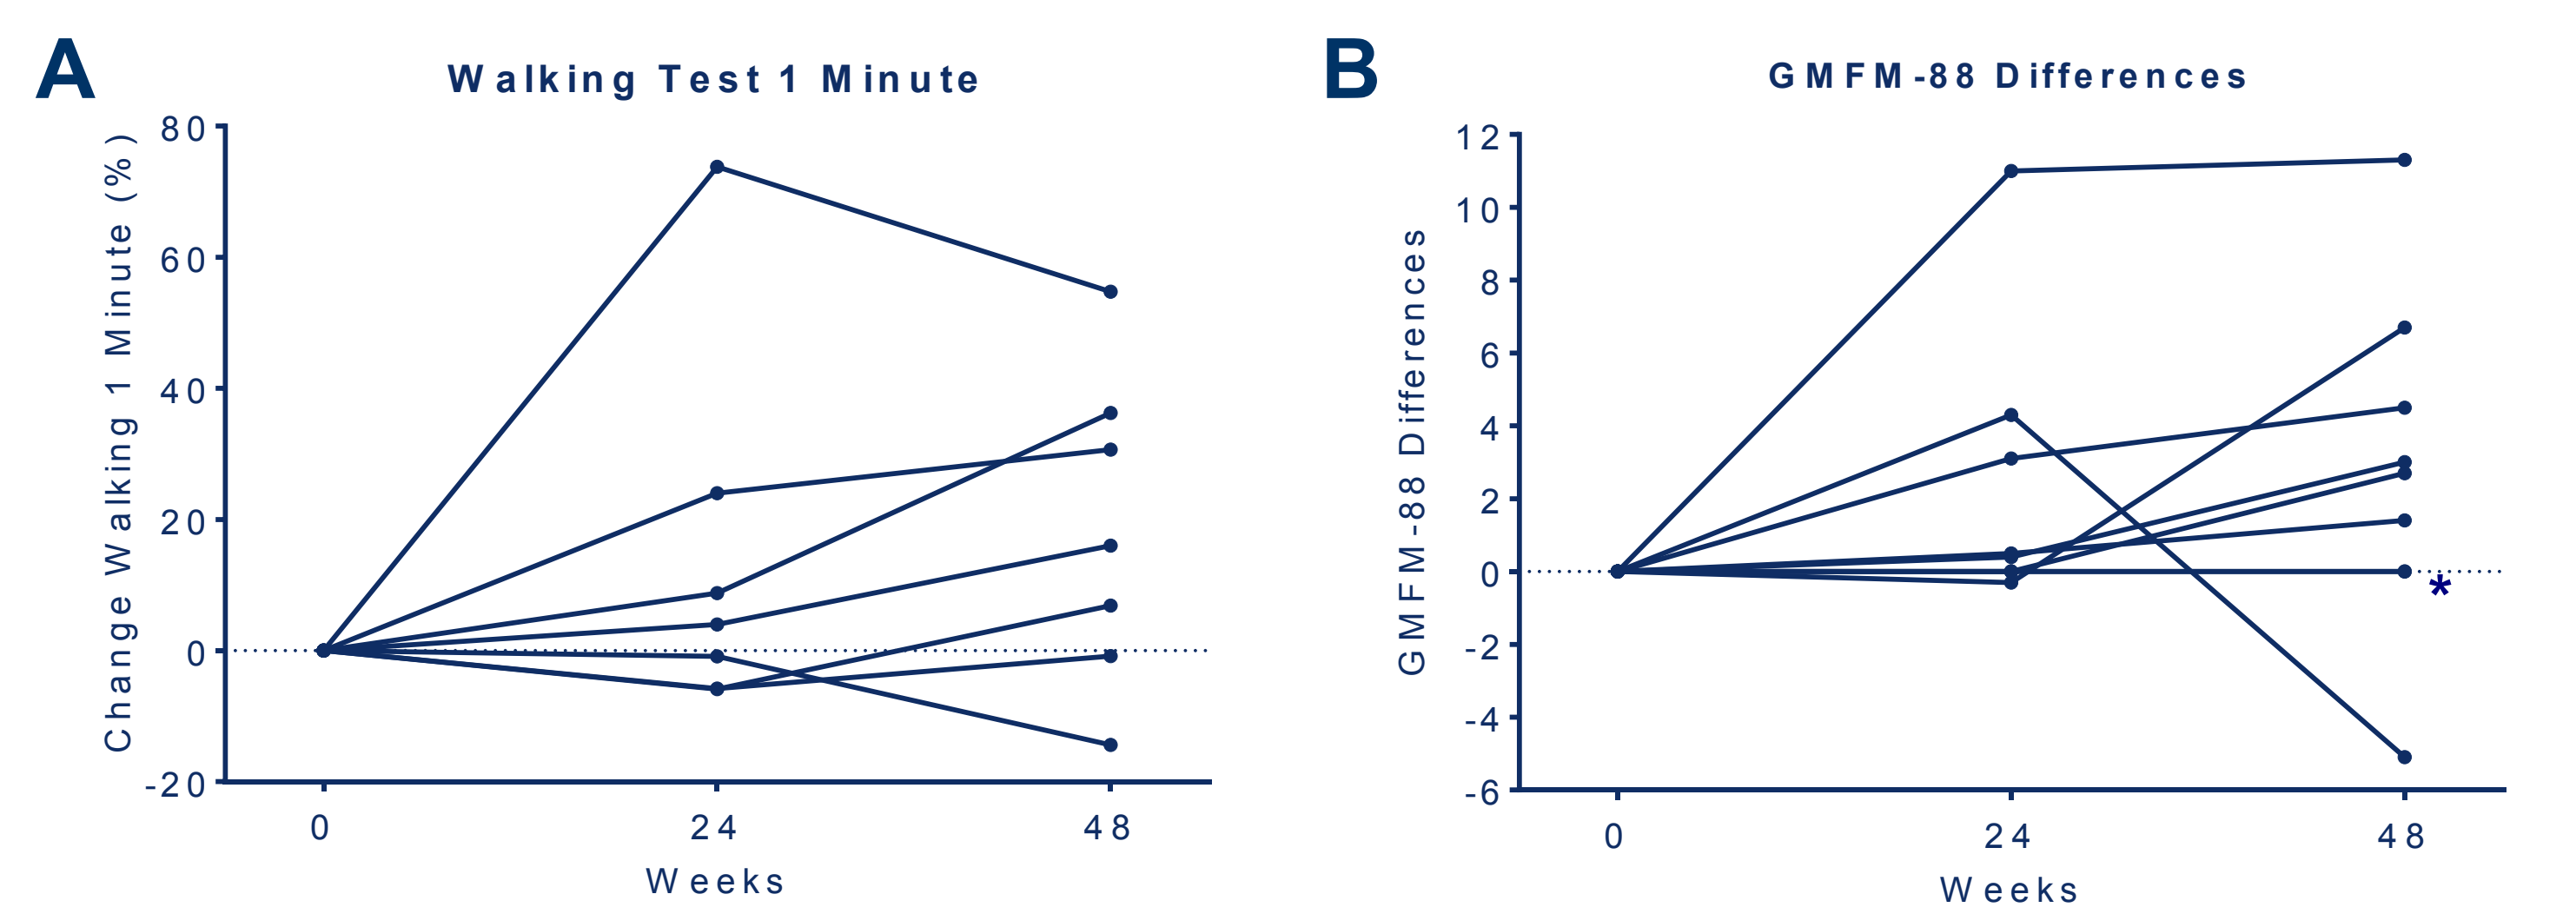 A
Walking Test 1 Minute
Change Walking 1 Minute (%)
80
60
40
20
0
-20
0 24 48
Weeks
B
GMFM-88 Differences
GMFM-88 Differences
12
10
8
6
4
2
0
-2
-4
-6
*
0 24 48
Weeks